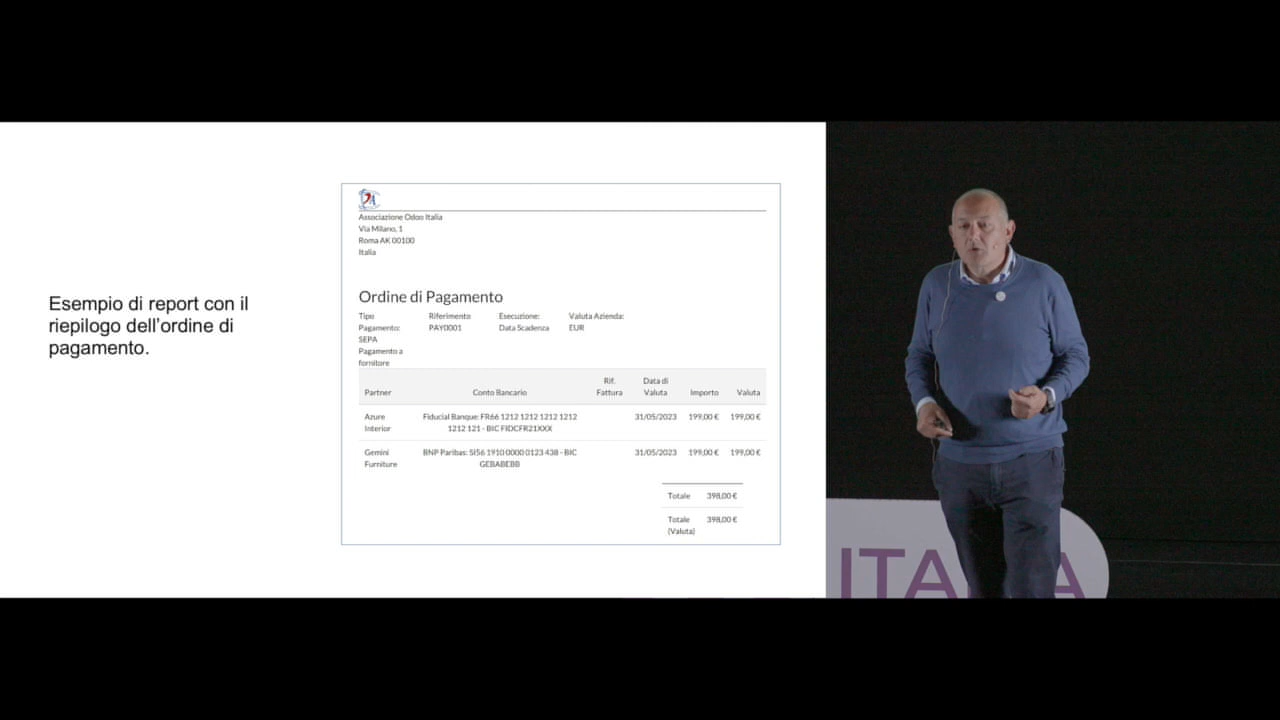 Esempio di report con il
riepilogo dell'ordine di
pagamento.
Associazione Odoo Italia
Via Milano, 1
Roma AK 00100
Italia
Ordine di Pagamento
Tipo Pagamento: SEPA Pagamento a fornitore
Riferimento PAY0001
Esecuzione: Data Scadenza
Valuta Azienda: EUR
Partner Conto Bancario Rif. Fattura Data di Valuta Importo Valuta
Azure Interior Fiducial Banque: FR66 1212 1212 1212 1212 1212 121 - BIC FIDCFR21XXX 31/05/2023 199,00 € 199,00 €
Gemini Furniture BNP Paribas: SI56 1910 0000 0123 438 - BIC GEBABEBB 31/05/2023 199,00 € 199,00 €
Totale 398,00 €
Totale (Valuta) 398,00 €